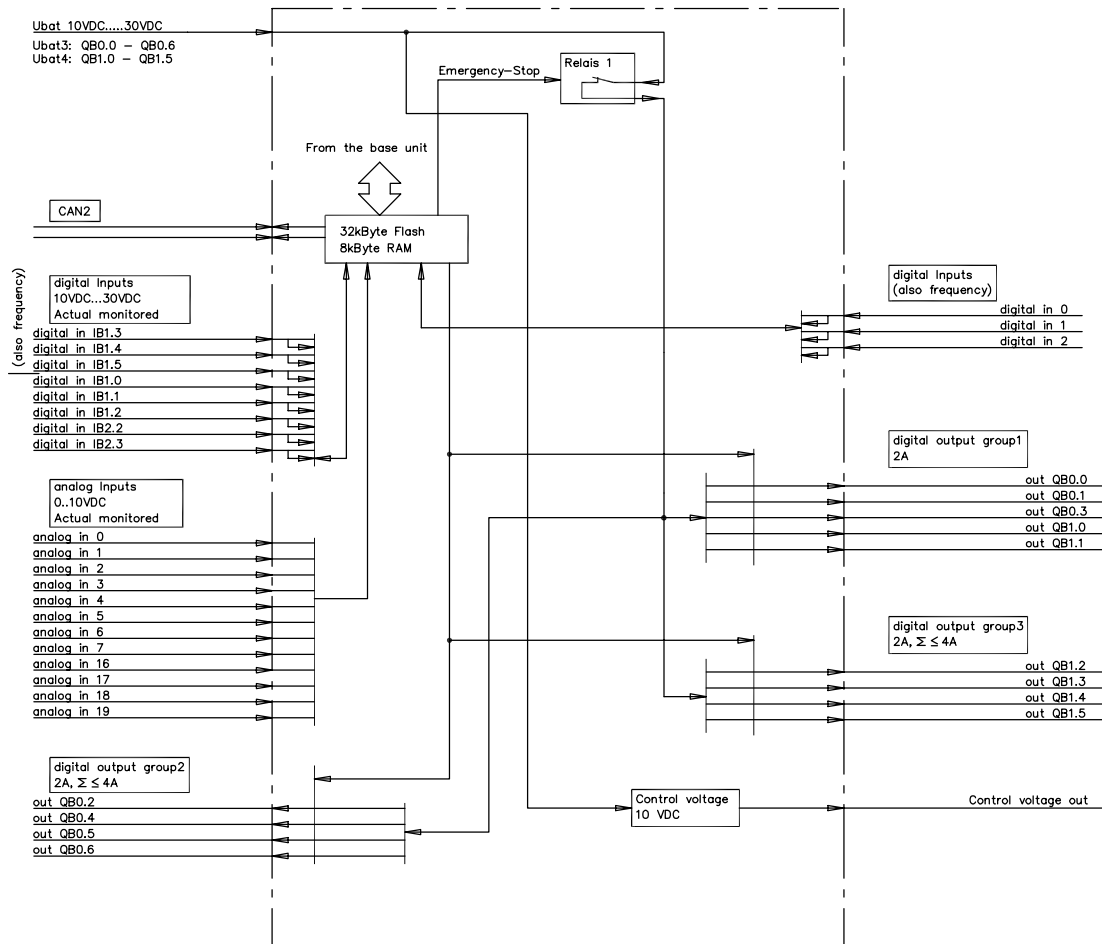 Ubat 10VDC.....30VDC
Ubat3: QB0.0 – QB0.6
Ubat4: QB1.0 – QB1.5
Relais 1
Emergency–Stop
From the base unit
CAN2
32kByte Flash
8kByte RAM
digital Inputs
10VDC...30VDC
Actual monitored
(also frequency)
digital in IB1.3
digital in IB1.4
digital in IB1.5
digital in IB1.0
digital in IB1.1
digital in IB1.2
digital in IB2.2
digital in IB2.3
digital Inputs
(also frequency)
digital in 0
digital in 1
digital in 2
analog Inputs
0..10VDC
Actual monitored
analog in 0
analog in 1
analog in 2
analog in 3
analog in 4
analog in 5
analog in 6
analog in 7
analog in 16
analog in 17
analog in 18
analog in 19
digital output group1
2A
out QB0.0
out QB0.1
out QB0.3
out QB1.0
out QB1.1
digital output group3
2A, Σ ≤ 4A
out QB1.2
out QB1.3
out QB1.4
out QB1.5
digital output group2
2A, Σ ≤ 4A
out QB0.2
out QB0.4
out QB0.5
out QB0.6
Control voltage
10 VDC
Control voltage out